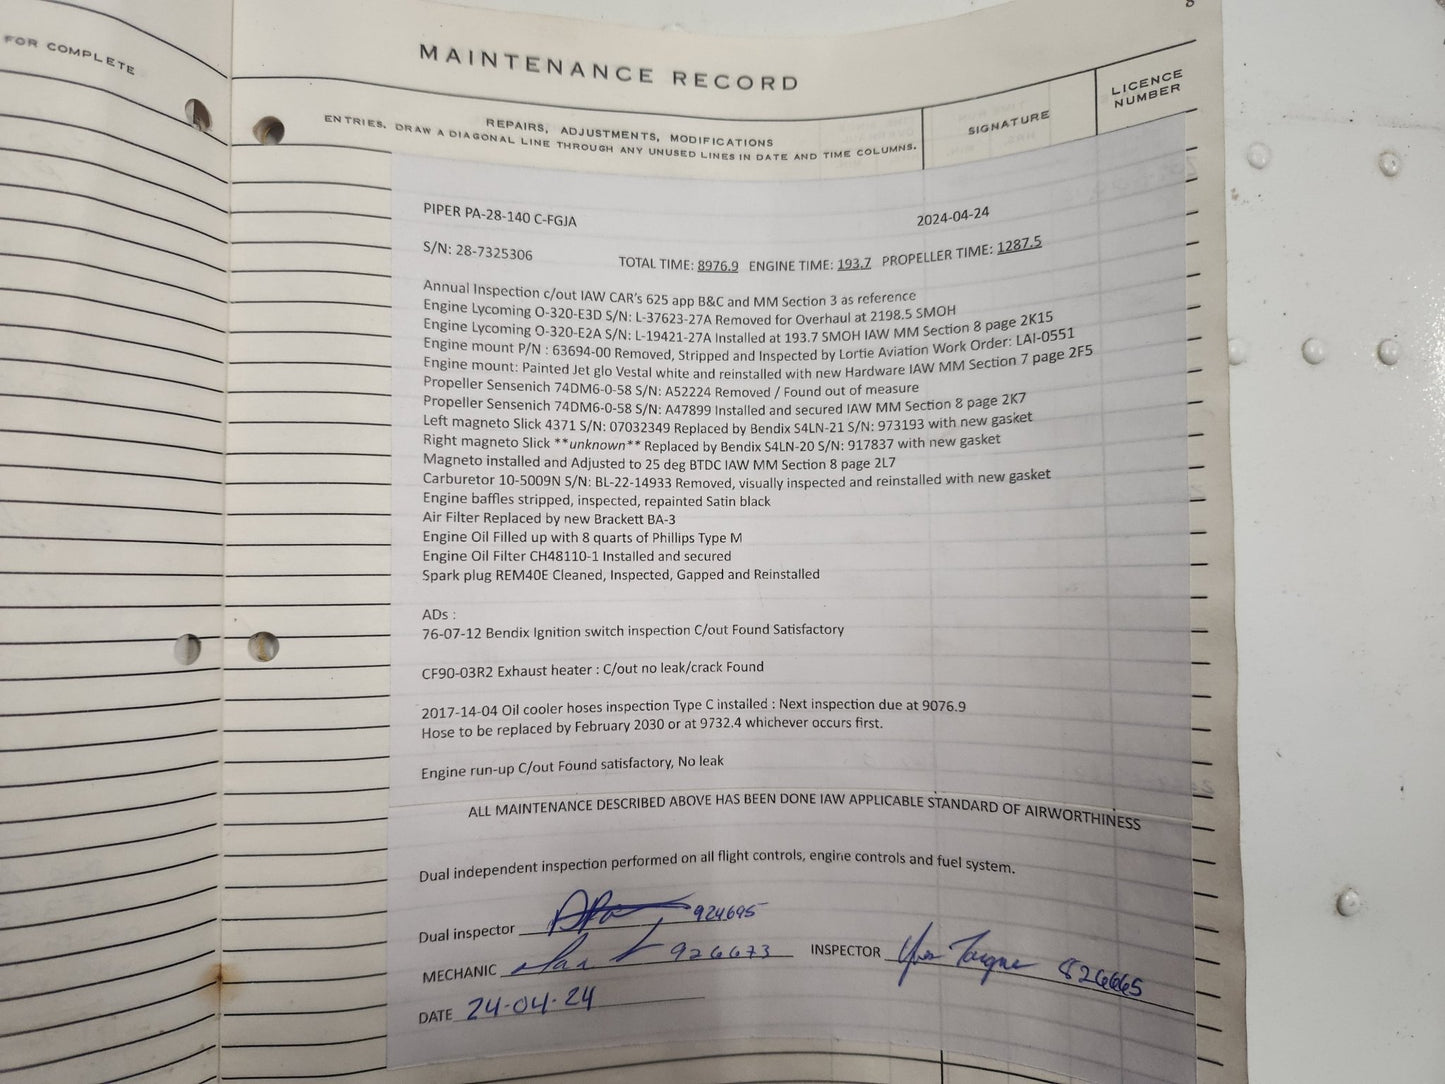 FOR COMPLETE
MAINTENANCE RECORD
REPAIRS, ADJUSTMENTS, MODIFICATIONS
ENTRIES. DRAW A DIAGONAL LINE THROUGH ANY UNUSED LINES IN DATE AND TIME COLUMNS.
SIGNATURE
LICENCE NUMBER
PIPER PA-28-140 C-FGJA 2024-04-24
S/N: 28-7325306 TOTAL TIME: 8976.9 ENGINE TIME: 193.7 PROPELLER TIME: 1287.5
Annual Inspection c/out IAW CAR's 625 app B&C and MM Section 3 as reference
Engine Lycoming O-320-E3D S/N: L-37623-27A Removed for Overhaul at 2198.5 SMOH
Engine Lycoming O-320-E2A S/N: L-19421-27A Installed at 193.7 SMOH IAW MM Section 8 page 2K15
Engine mount P/N : 63694-00 Removed, Stripped and Inspected by Lortie Aviation Work Order: LAI-0551
Engine mount: Painted Jet glo Vestal white and reinstalled with new Hardware IAW MM Section 7 page 2F5
Propeller Sensenich 74DM6-0-58 S/N: A52224 Removed / Found out of measure
Propeller Sensenich 74DM6-0-58 S/N: A47899 Installed and secured IAW MM Section 8 page 2K7
Left magneto Slick 4371 S/N: 07032349 Replaced by Bendix S4LN-21 S/N: 973193 with new gasket
Right magneto Slick **unknown** Replaced by Bendix S4LN-20 S/N: 917837 with new gasket
Magneto installed and Adjusted to 25 deg BTDC IAW MM Section 8 page 2L7
Carburetor 10-5009N S/N: BL-22-14933 Removed, visually inspected and reinstalled with new gasket
Engine baffles stripped, inspected, repainted Satin black
Air Filter Replaced by new Brackett BA-3
Engine Oil Filled up with 8 quarts of Phillips Type M
Engine Oil Filter CH48110-1 Installed and secured
Spark plug REM40E Cleaned, Inspected, Gapped and Reinstalled
ADs :
76-07-12 Bendix Ignition switch inspection C/out Found Satisfactory
CF90-03R2 Exhaust heater : C/out no leak/crack Found
2017-14-04 Oil cooler hoses inspection Type C installed : Next inspection due at 9076.9
Hose to be replaced by February 2030 or at 9732.4 whichever occurs first.
Engine run-up C/out Found satisfactory, No leak
ALL MAINTENANCE DESCRIBED ABOVE HAS BEEN DONE IAW APPLICABLE STANDARD OF AIRWORTHINESS
Dual independent inspection performed on all flight controls, engine controls and fuel system.
Dual inspector 924695
MECHANIC 926673 INSPECTOR 826665
DATE 24-04-24